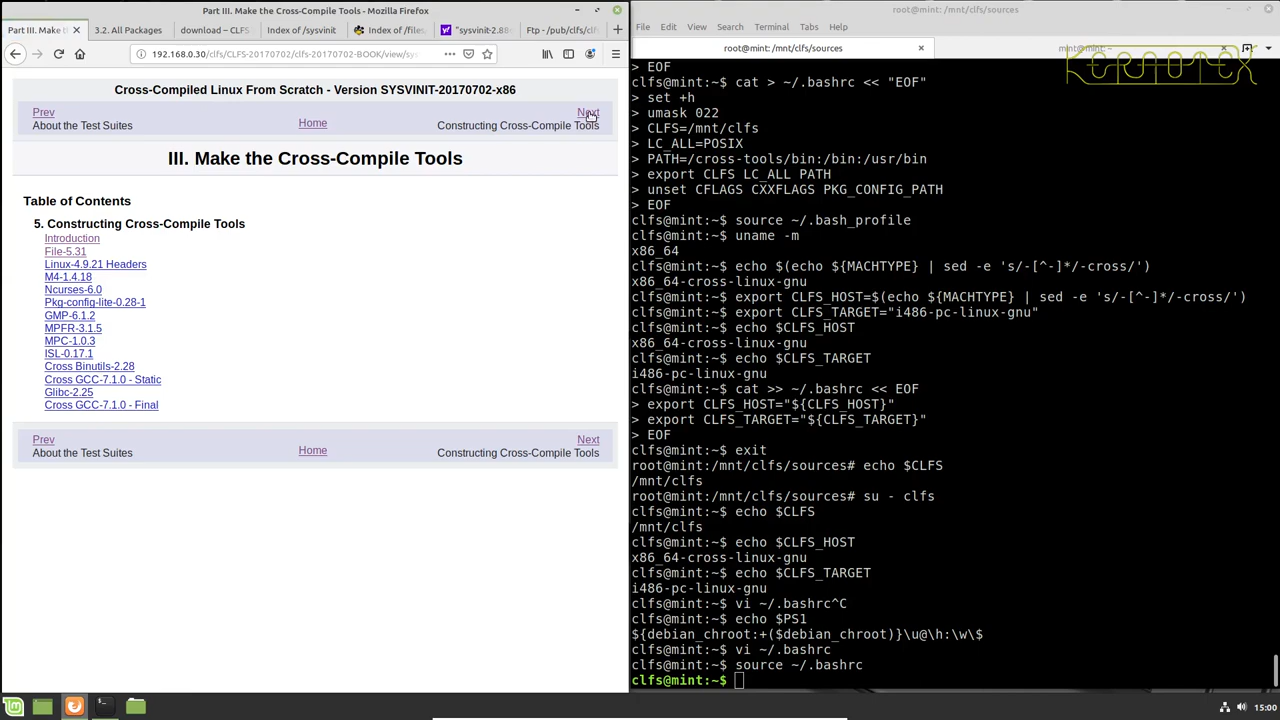 Part III. Make the Cross-Compile Tools - Mozilla Firefox
Part III. Make th
3.2. All Packages
download – CLFS
Index of /sysvinit
Index of /files
"sysvinit-2.88
Ftp - /pub/clfs/cl
192.168.0.30/clfs/CLFS-20170702/clfs-20170702-BOOK/view/sy
Cross-Compiled Linux From Scratch - Version SYSVINIT-20170702-x86
Prev
About the Test Suites
Home
Next
Constructing Cross-Compile Tools
III. Make the Cross-Compile Tools
Table of Contents
5. Constructing Cross-Compile Tools
Introduction
File-5.31
Linux-4.9.21 Headers
M4-1.4.18
Ncurses-6.0
Pkg-config-lite-0.28-1
GMP-6.1.2
MPFR-3.1.5
MPC-1.0.3
ISL-0.17.1
Cross Binutils-2.28
Cross GCC-7.1.0 - Static
Glibc-2.25
Cross GCC-7.1.0 - Final
Prev
About the Test Suites
Home
Next
Constructing Cross-Compile Tools
root@mint: /mnt/clfs/sources
File Edit View Search Terminal Tabs Help
root@mint: /mnt/clfs/sources
root@mint: ~
> EOF
clfs@mint:~$ cat > ~/.bashrc << "EOF"
> set +h
> umask 022
> CLFS=/mnt/clfs
> LC_ALL=POSIX
> PATH=/cross-tools/bin:/bin:/usr/bin
> export CLFS LC_ALL PATH
> unset CFLAGS CXXFLAGS PKG_CONFIG_PATH
> EOF
clfs@mint:~$ source ~/.bash_profile
clfs@mint:~$ uname -m
x86_64
clfs@mint:~$ echo $(echo ${MACHTYPE} | sed -e 's/-[^-]*/-cross/')
x86_64-cross-linux-gnu
clfs@mint:~$ export CLFS_HOST=$(echo ${MACHTYPE} | sed -e 's/-[^-]*/-cross/')
clfs@mint:~$ export CLFS_TARGET="i486-pc-linux-gnu"
clfs@mint:~$ echo $CLFS_HOST
x86_64-cross-linux-gnu
clfs@mint:~$ echo $CLFS_TARGET
i486-pc-linux-gnu
clfs@mint:~$ cat >> ~/.bashrc << EOF
> export CLFS_HOST="${CLFS_HOST}"
> export CLFS_TARGET="${CLFS_TARGET}"
> EOF
clfs@mint:~$ exit
root@mint:/mnt/clfs/sources# echo $CLFS
/mnt/clfs
root@mint:/mnt/clfs/sources# su - clfs
clfs@mint:~$ echo $CLFS
/mnt/clfs
clfs@mint:~$ echo $CLFS_HOST
x86_64-cross-linux-gnu
clfs@mint:~$ echo $CLFS_TARGET
i486-pc-linux-gnu
clfs@mint:~$ vi ~/.bashrc^C
clfs@mint:~$ echo $PS1
${debian_chroot:+($debian_chroot)}\u@\h:\w\$
clfs@mint:~$ vi ~/.bashrc
clfs@mint:~$ source ~/.bashrc
clfs@mint:~$
15:00